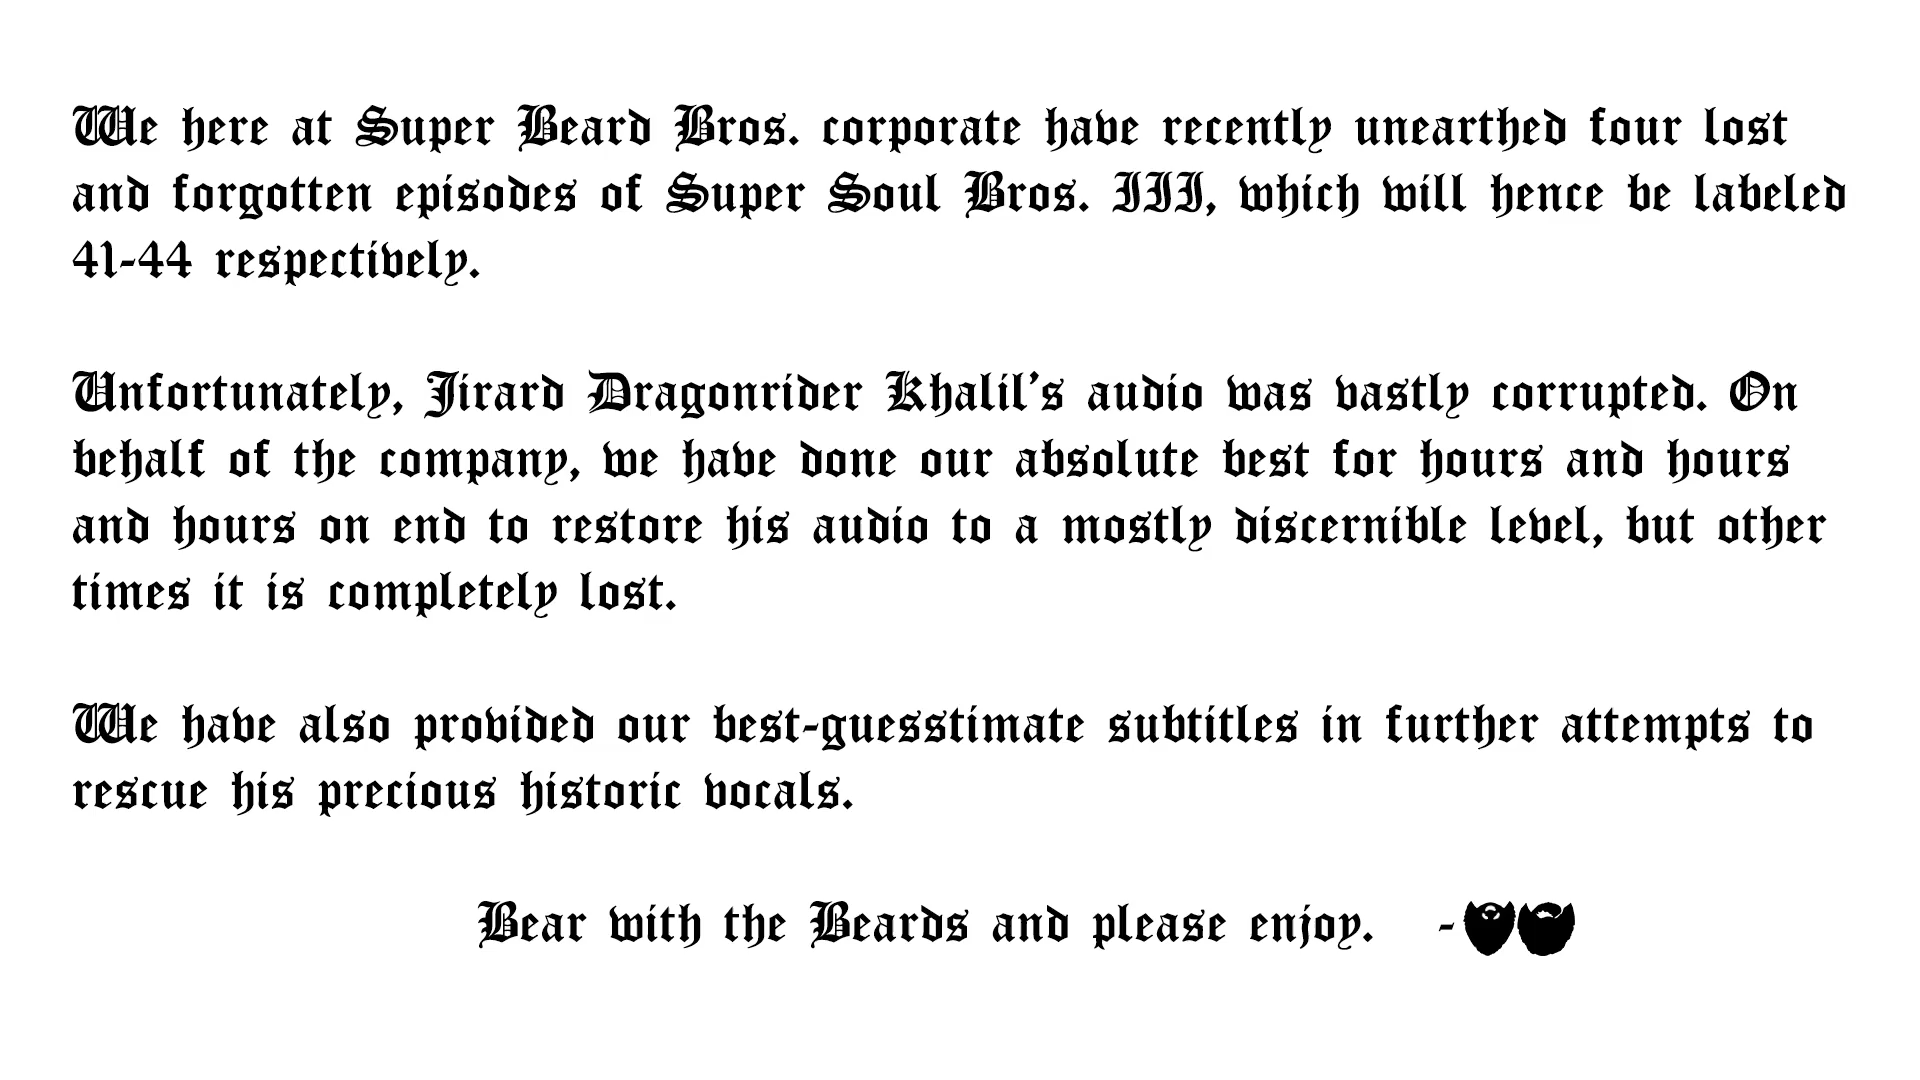 We here at Super Beard Bros. corporate have recently unearthed four lost
and forgotten episodes of Super Soul Bros. III, which will hence be labeled
41-44 respectively.
Unfortunately, Jirard Dragonrider Khalil's audio was vastly corrupted. On
behalf of the company, we have done our absolute best for hours and hours
and hours on end to restore his audio to a mostly discernible level, but other
times it is completely lost.
We have also provided our best-guesstimate subtitles in further attempts to
rescue his precious historic vocals.
Bear with the Beards and please enjoy. -